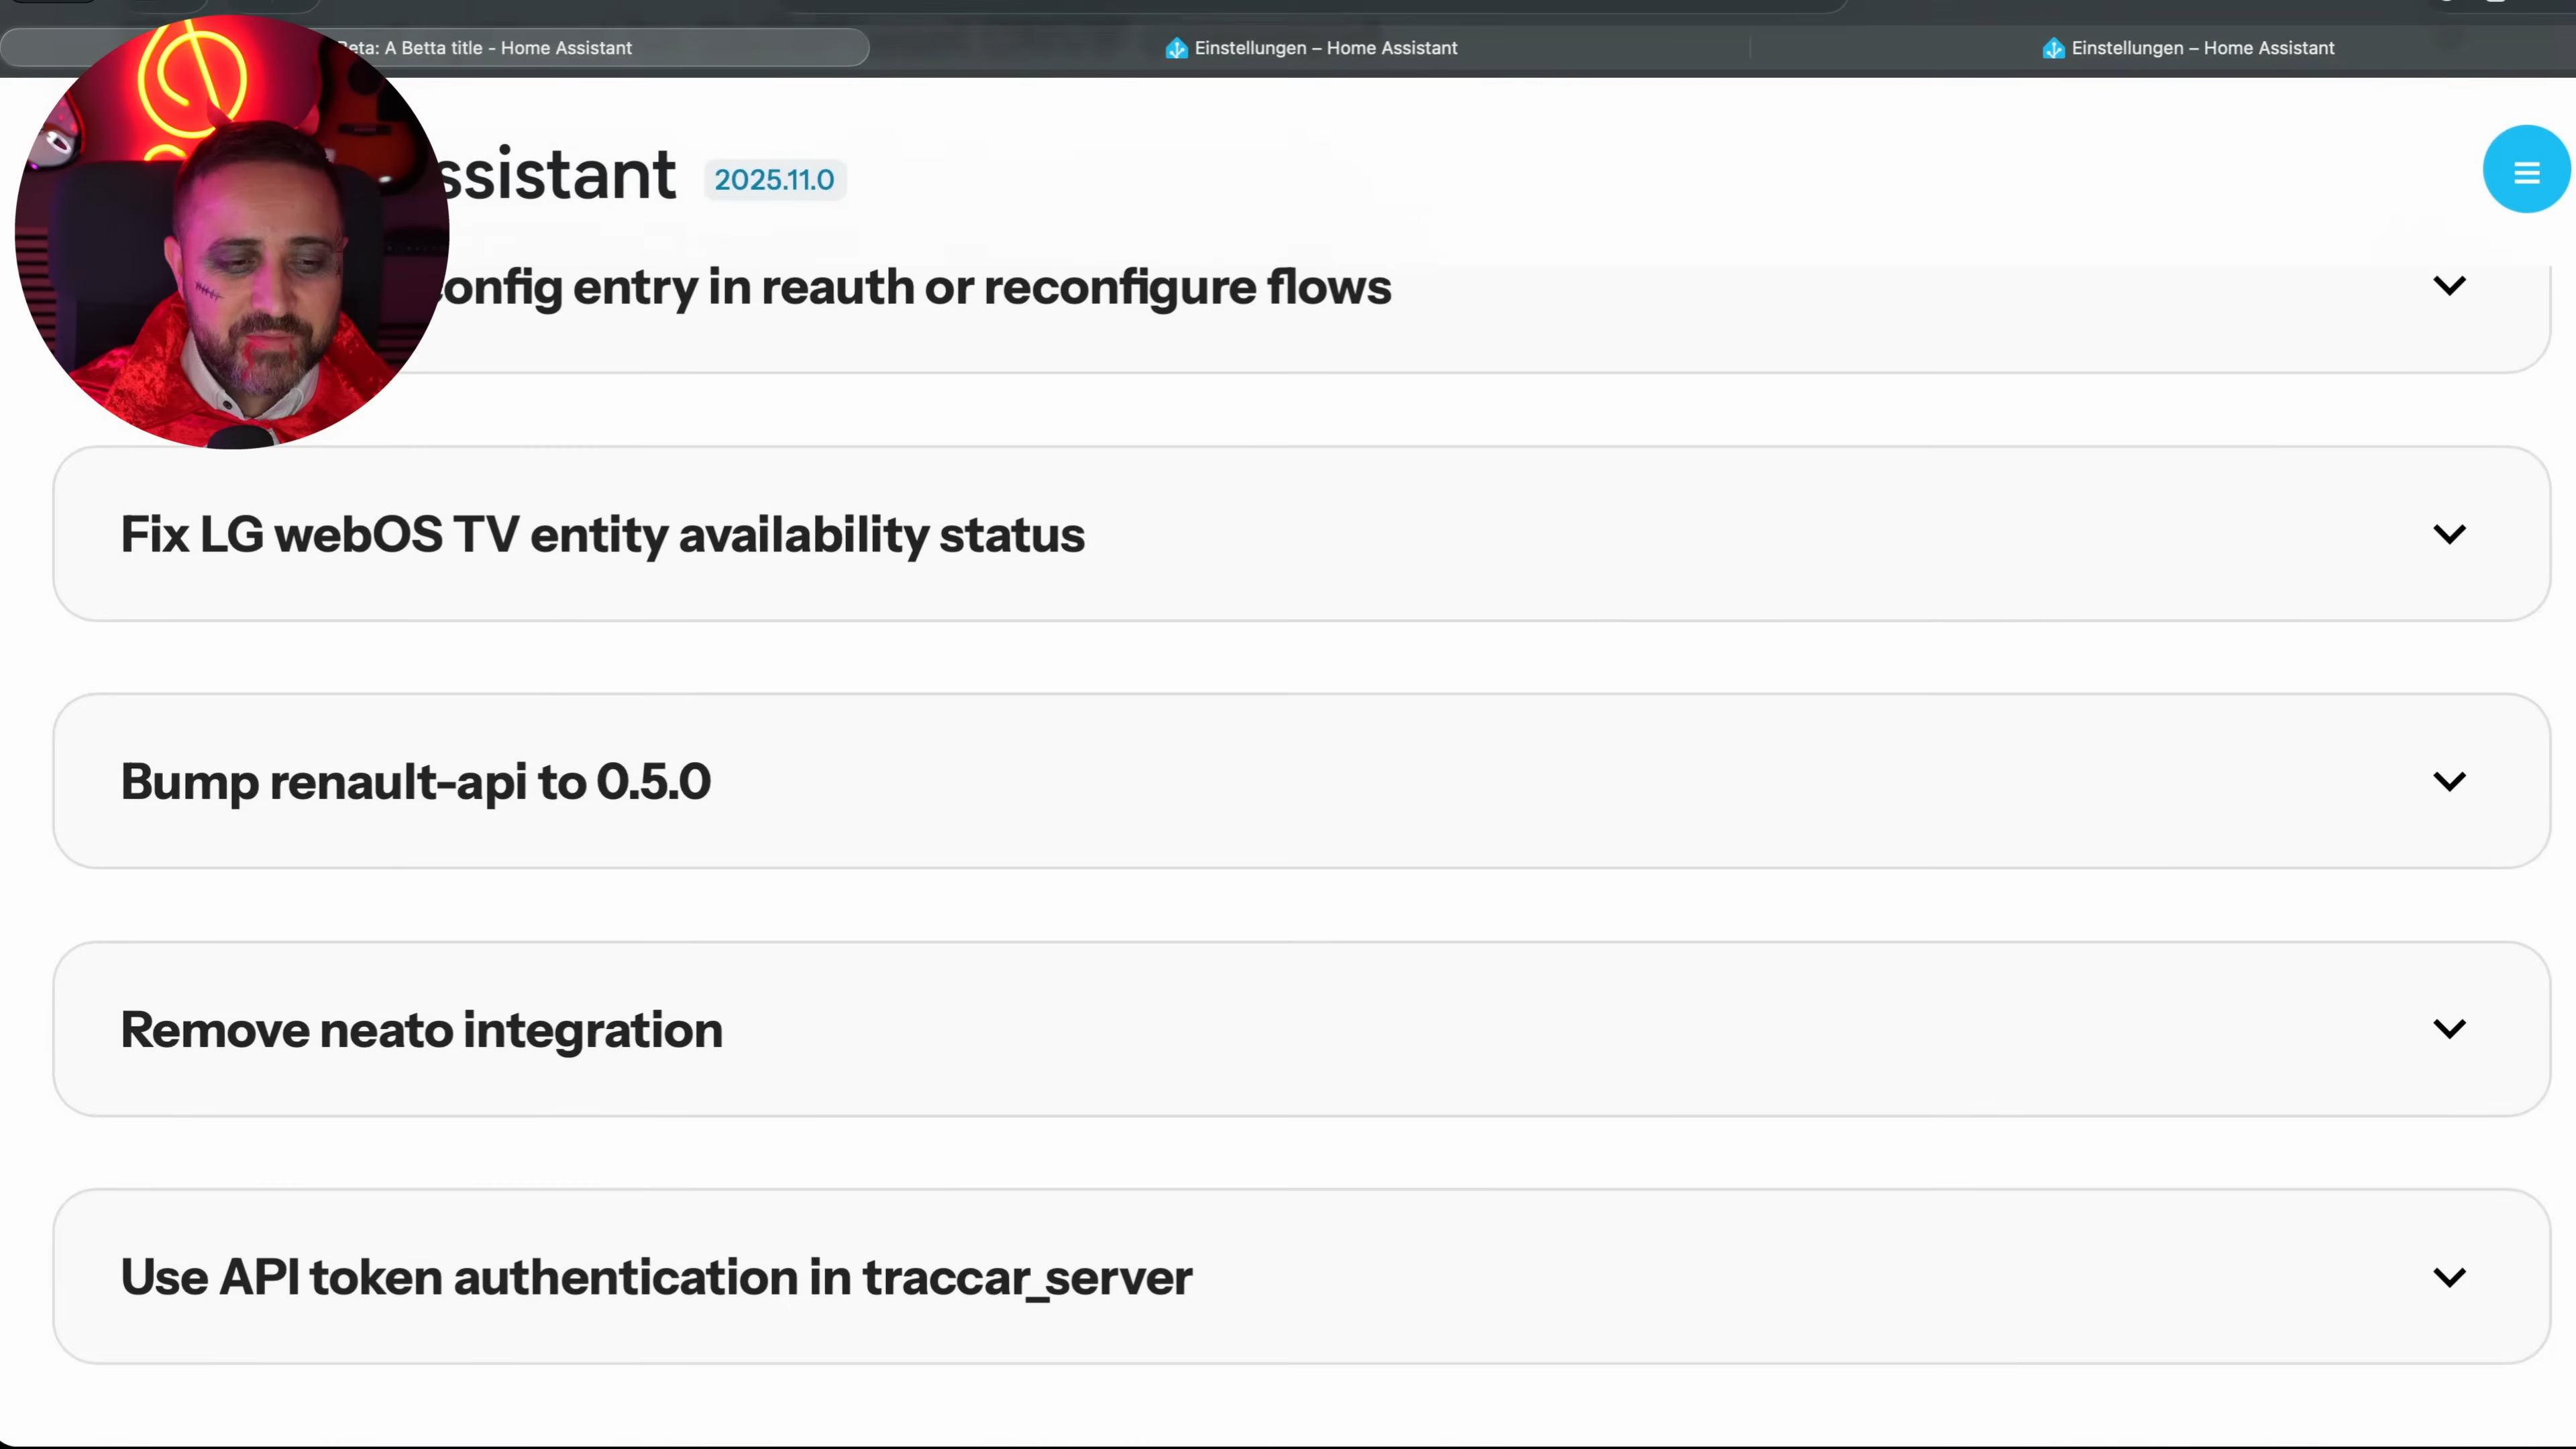 Beta: A Betta title - Home Assistant
Einstellungen – Home Assistant
Einstellungen – Home Assistant
ssistant
2025.11.0
config entry in reauth or reconfigure flows
Fix LG webOS TV entity availability status
Bump renault-api to 0.5.0
Remove neato integration
Use API token authentication in traccar_server